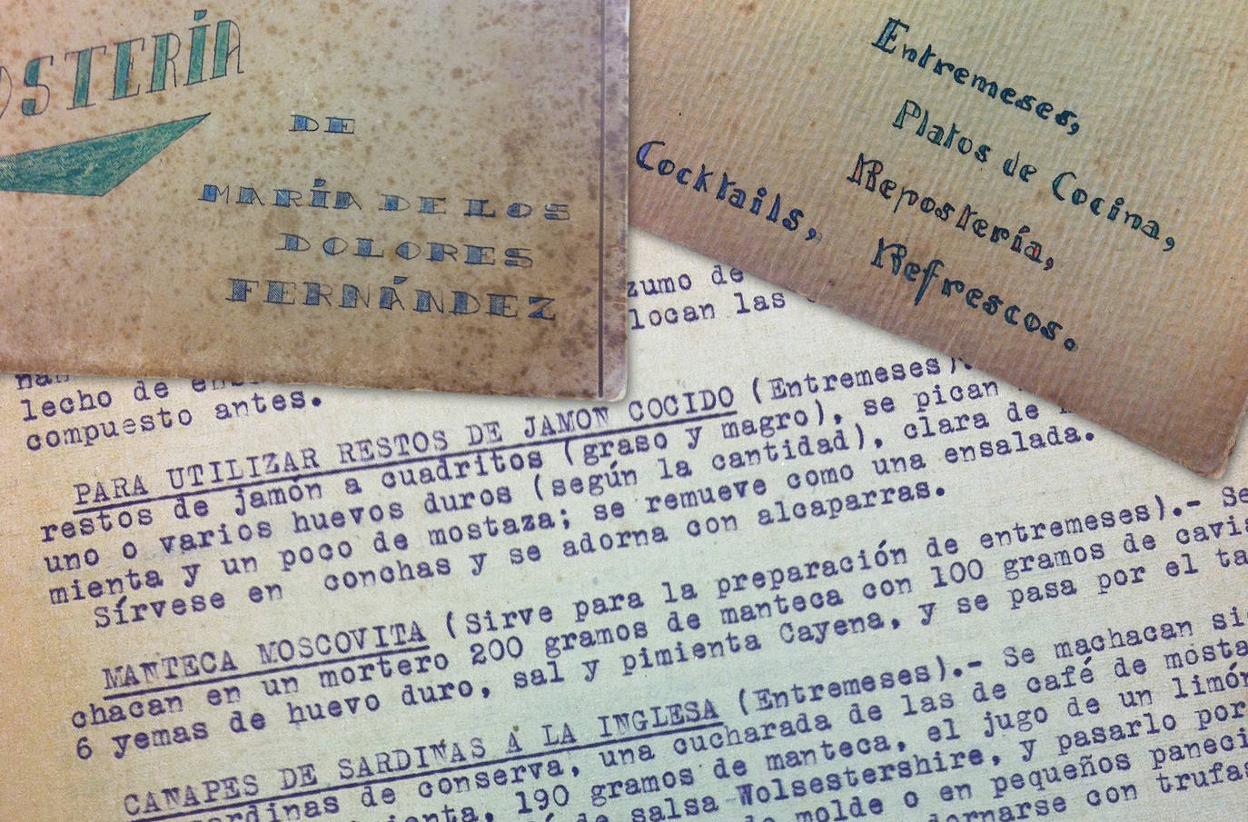 OSTERÍA
DE
MARÍA DE LOS
DOLORES
FERNÁNDEZ
Entremeses,
Platos de Cocina,
Repostería,
Cocktails, Refrescos.
zumo de
locan las
lecho de
compuesto antes.
PARA UTILIZAR RESTOS DE JAMON COCIDO (Entremeses).
restos de jamón a cuadritos (graso y magro), se pican
uno o varios huevos duros (según la cantidad), clara de
mienta y un poco de mostaza; se remueve como una ensalada.
Sírvese en conchas y se adorna con alcaparras.
MANTECA MOSCOVITA (Sirve para la preparación de entremeses).- Se
chacan en un mortero 200 gramos de manteca con 100 gramos de cavia
6 yemas de huevo duro, sal y pimienta Cayena, y se pasa por el ta
CANAPES DE SARDINAS A LA INGLESA (Entremeses).- Se machacan si
ardinas de conserva, una cucharada de las de café de mosta
ienta, 190 gramos de manteca, el jugo de un limón
de salsa Wolsestershire, y pasarlo por
molde o en pequeños paneci
dornarse con trufas